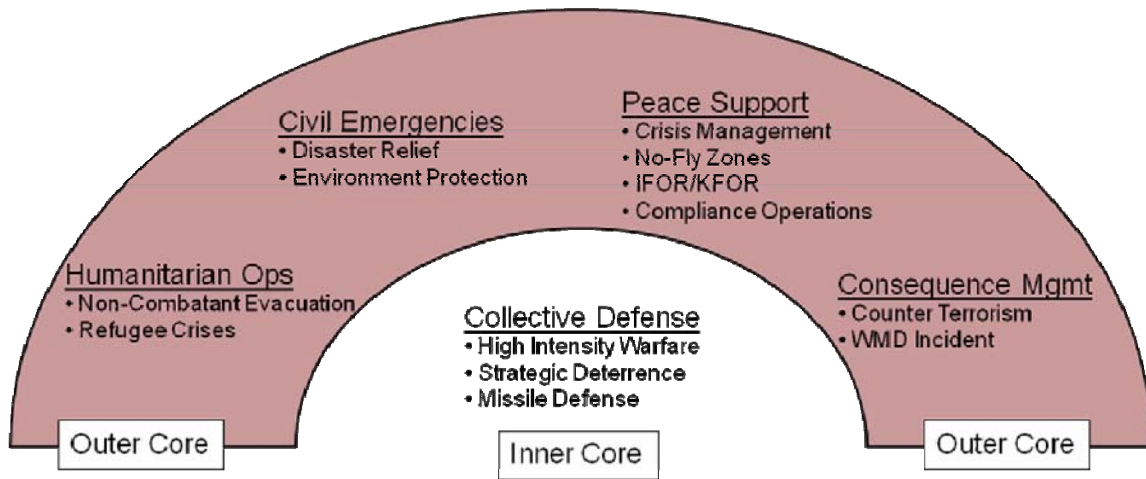 Civil Emergencies
• Disaster Relief
• Environment Protection
Peace Support
• Crisis Management
• No-Fly Zones
• IFOR/KFOR
• Compliance Operations
Humanitarian Ops
• Non-Combatant Evacuation
• Refugee Crises
Collective Defense
• High Intensity Warfare
• Strategic Deterrence
• Missile Defense
Consequence Mgmt
• Counter Terrorism
• WMD Incident
Outer Core
Inner Core
Outer Core